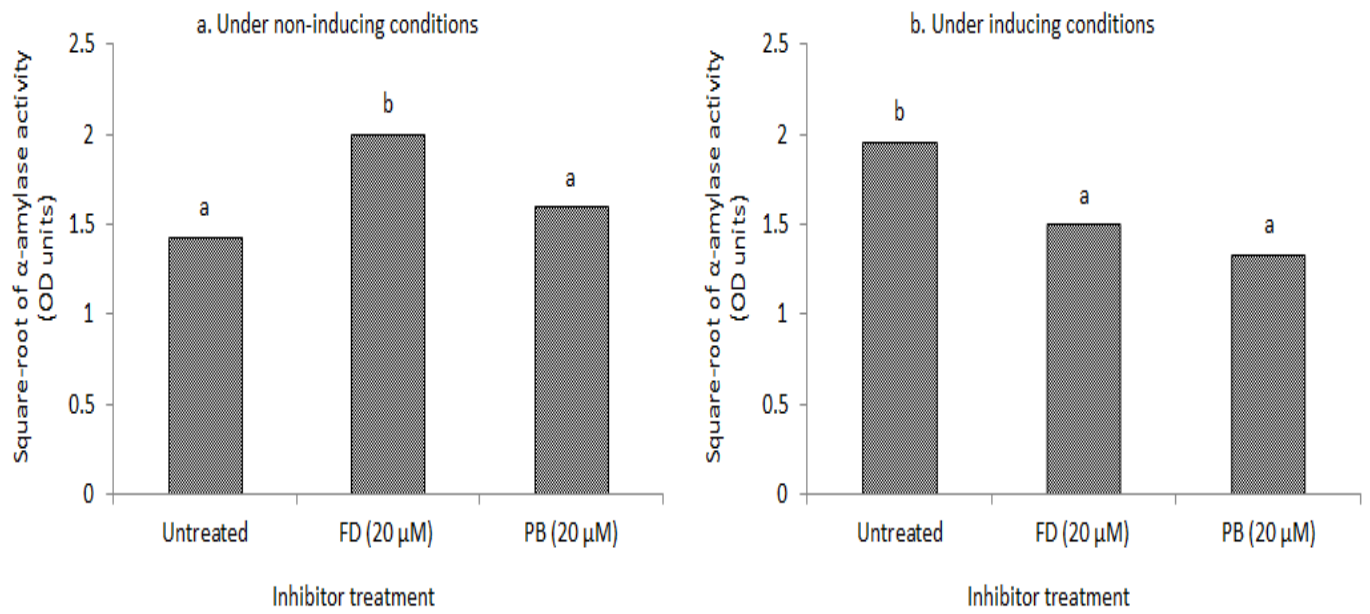 a. Under non-inducing conditions
Square-root of α-amylase activity
(OD units)
2.5
2
1.5
1
0.5
0
a
b
a
Untreated
FD (20 µM)
PB (20 µM)
Inhibitor treatment
b. Under inducing conditions
Square-root of α-amylase activity
(OD units)
2.5
2
1.5
1
0.5
0
b
a
a
Untreated
FD (20 µM)
PB (20 µM)
Inhibitor treatment